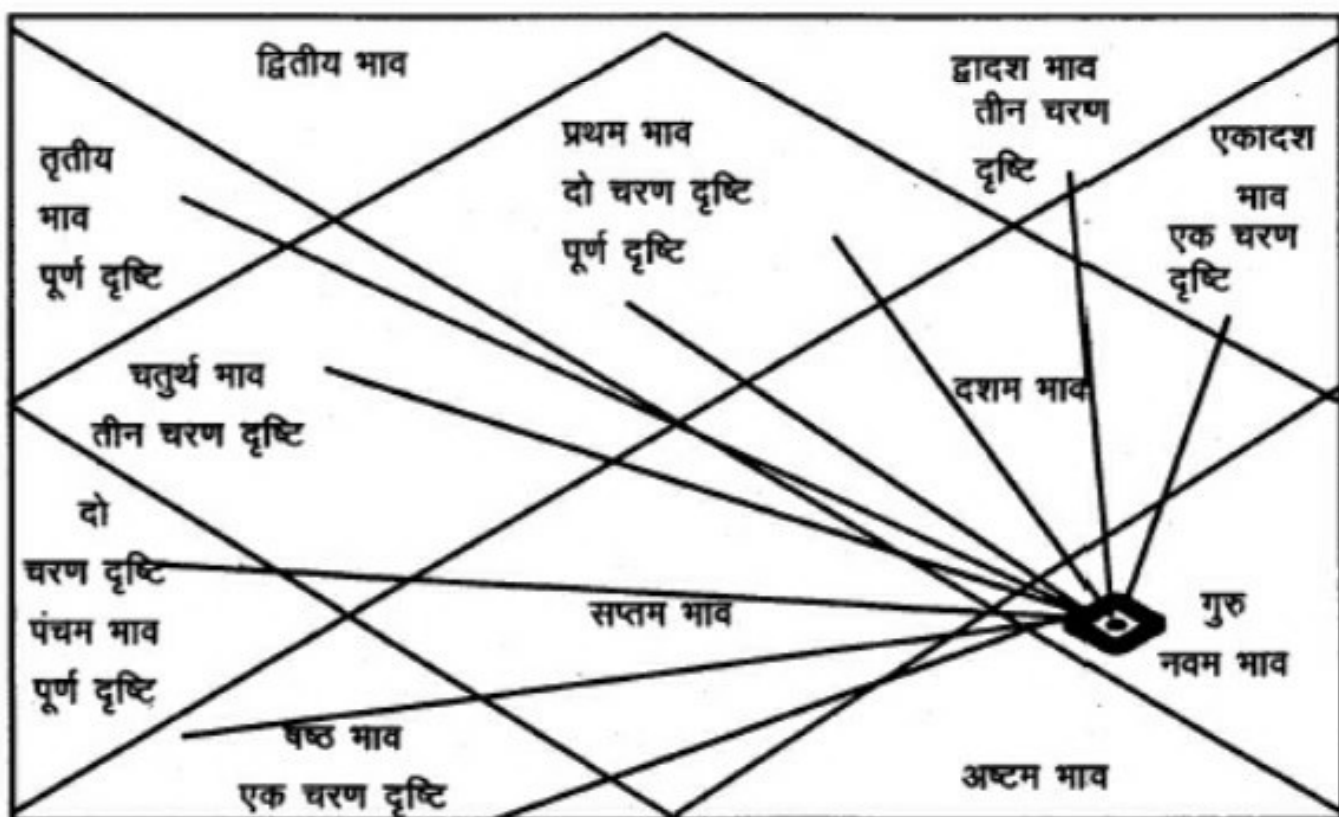 द्वितीय भाव
द्वादश भाव
तीन चरण
दृष्टि
एकादश
भाव
एक चरण
दृष्टि
प्रथम भाव
दो चरण दृष्टि
पूर्ण दृष्टि
तृतीय
भाव
पूर्ण दृष्टि
चतुर्थ भाव
तीन चरण दृष्टि
दशम भाव
दो
चरण दृष्टि
पंचम भाव
पूर्ण दृष्टि
सप्तम भाव
गुरु
नवम भाव
षष्ठ भाव
एक चरण दृष्टि
अष्टम भाव